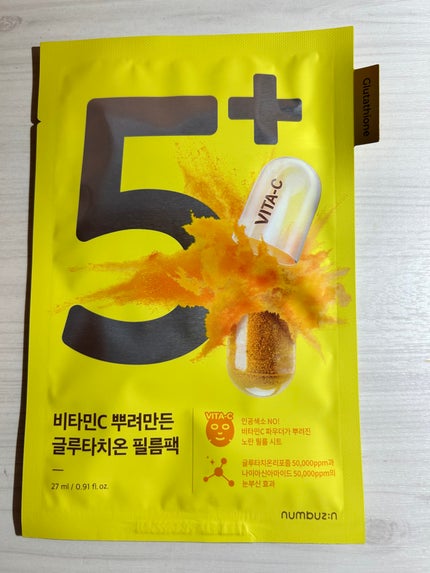 Glutathione
5+
VITA-C
비타민C 뿌려만든
글루타치온 필름팩
27 ml / 0.91 fl. oz.
VITA-C
인공색소 NO!
비타민C 파우더가 뿌려진
노란 필름 시트
글루타치온리포좀 50,000ppm과
나이아신아마이드 50,000ppm의
눈부신 효과
numbuz:n